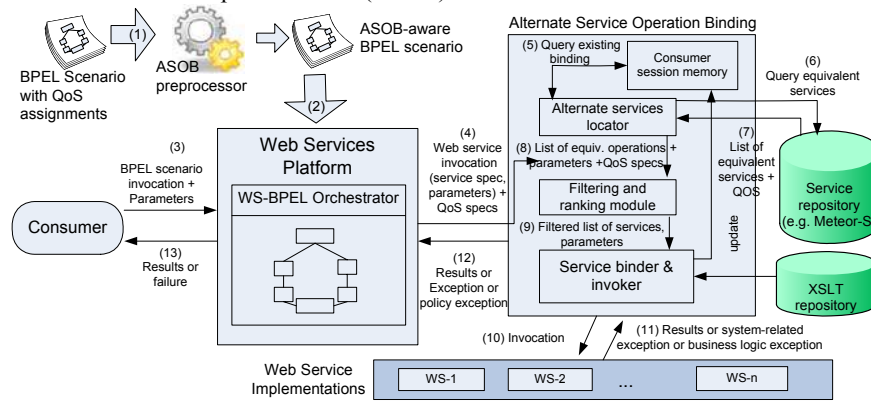 (1)
BPEL Scenario
with QoS
assignments
ASOB
preprocessor
ASOB-aware
BPEL scenario
(2)
Alternate Service Operation Binding
(5) Query existing
binding
Consumer
session memory
(6)
Query equivalent
services
Alternate services
locator
(7)
List of
equivalent
services +
QOS
Service
repository
(e.g. Meteor-S
(8) List of equiv. operations +
parameters +QoS specs
Filtering and
ranking module
(9) Filtered list of services,
parameters
update
Service binder &
invoker
XSLT
repository
Web Services
Platform
WS-BPEL Orchestrator
(3)
BPEL scenario
invocation +
Parameters
Consumer
(13)
Results or
failure
(4)
Web service
invocation
(service spec,
parameters) +
QoS specs
(12)
Results or
Exception or
policy exception
(10) Invocation
(11) Results or system-related
exception or business logic exception
Web Service
Implementations
WS-1
WS-2
...
WS-n